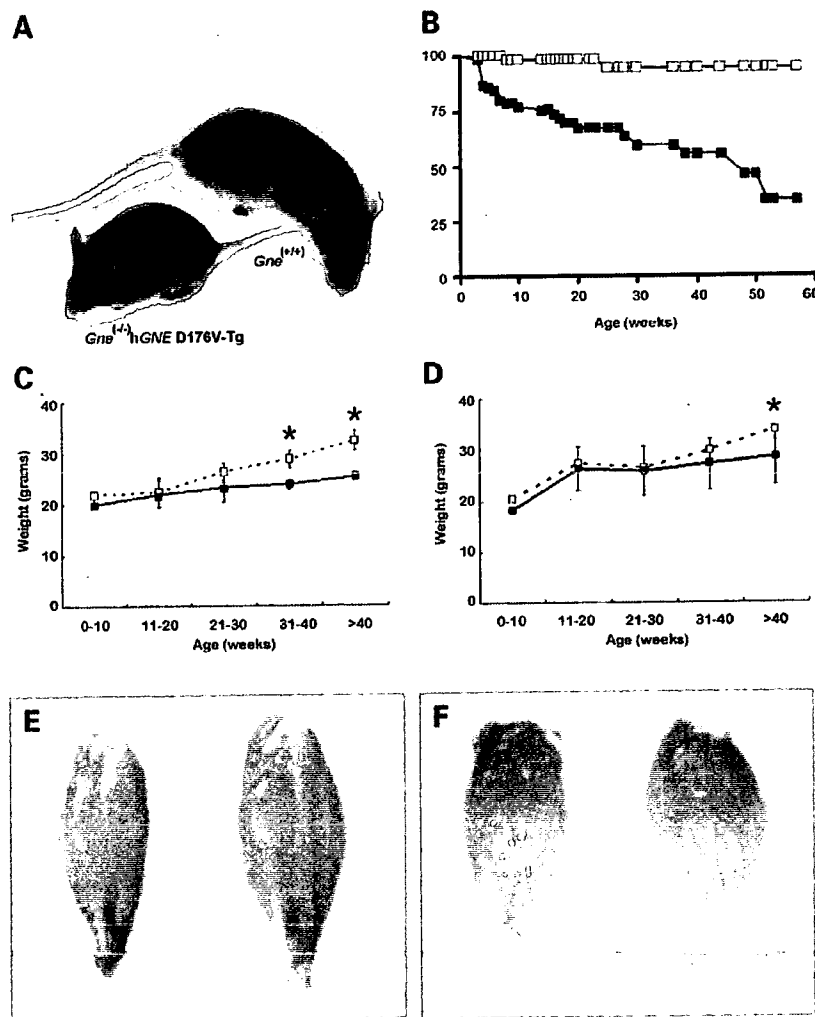 A
Gne(+/+)
Gne(-/-)hGNE D176V-Tg
B
100
75
50
25
0
0 10 20 30 40 50 60
Age (weeks)
C
*
*
40
30
20
10
0
Weight (grams)
0-10 11-20 21-30 31-40 >40
Age (weeks)
D
*
40
30
20
10
0
Weight (grams)
0-10 11-20 21-30 31-40 >40
Age (weeks)
E
F